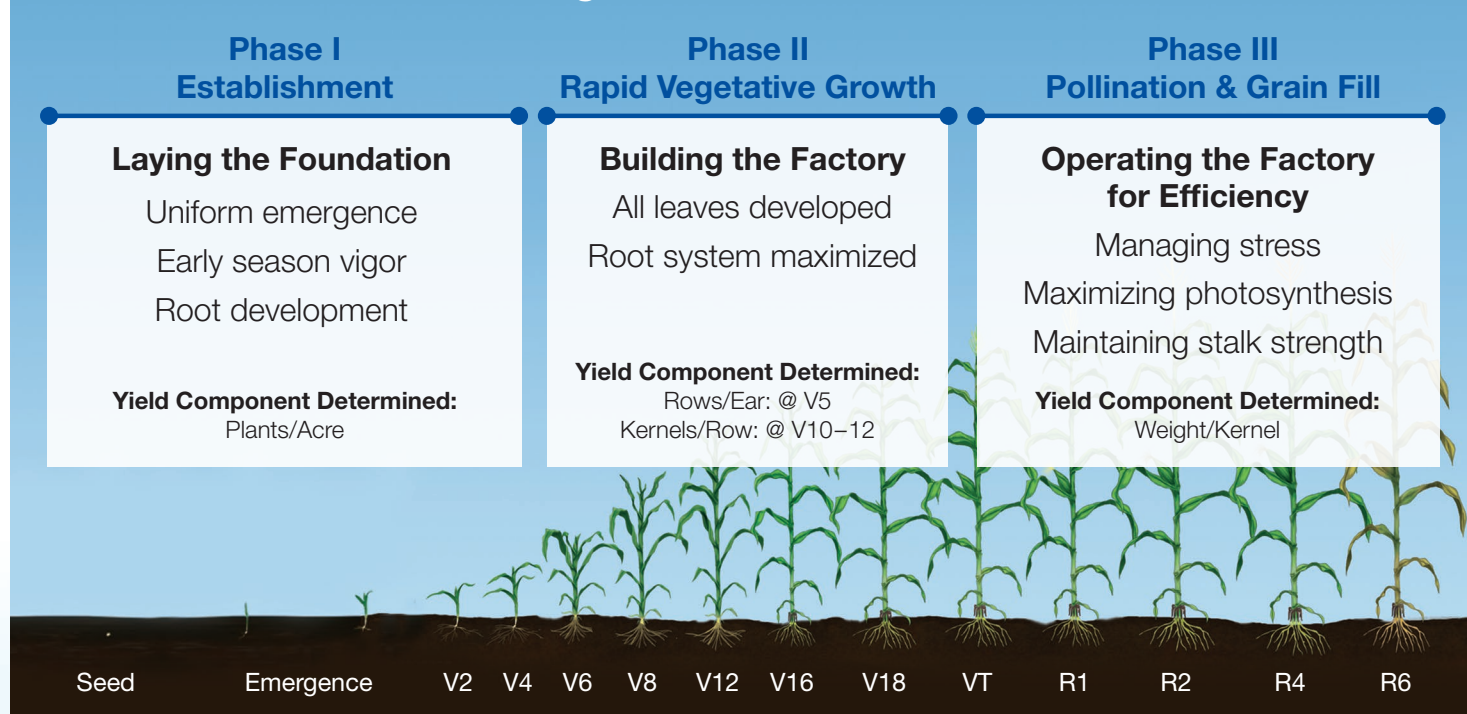 Phase I
Establishment
Laying the Foundation
Uniform emergence
Early season vigor
Root development
Yield Component Determined:
Plants/Acre
Phase II
Rapid Vegetative Growth
Building the Factory
All leaves developed
Root system maximized
Yield Component Determined:
Rows/Ear: @ V5
Kernels/Row: @ V10–12
Phase III
Pollination & Grain Fill
Operating the Factory
for Efficiency
Managing stress
Maximizing photosynthesis
Maintaining stalk strength
Yield Component Determined:
Weight/Kernel
Seed Emergence V2 V4 V6 V8 V12 V16 V18 VT R1 R2 R4 R6